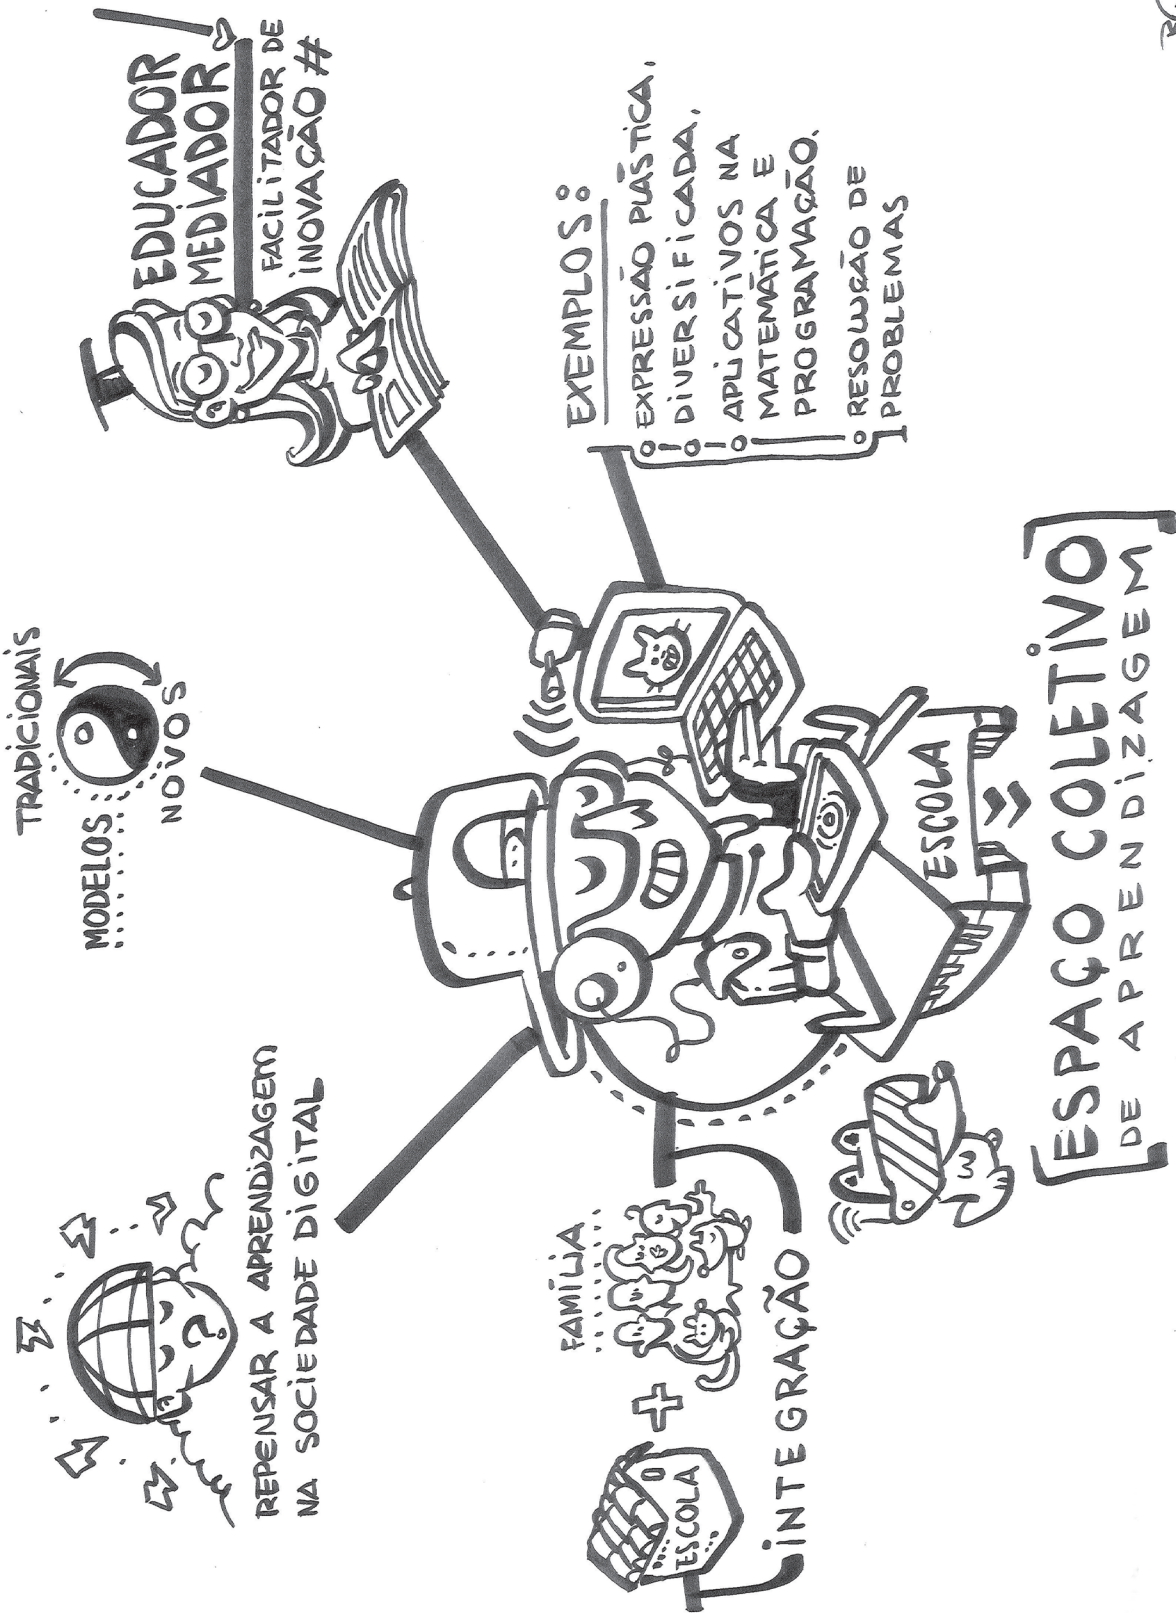 REPENSAR A APRENDIZAGEM
NA SOCIEDADE DIGITAL
TRADICIONAIS
MODELOS
NOVOS
EDUCADOR
MEDIADOR
FACILITADOR DE
INOVAÇÃO #
EXEMPLOS:
EXPRESSÃO PLÁSTICA,
DIVERSIFICADA,
APLICATIVOS NA
MATEMÁTICA E
PROGRAMAÇÃO.
RESOLUÇÃO DE
PROBLEMAS
FAMÍLIA
ESCOLA +
INTEGRAÇÃO
ESCOLA
[ESPAÇO COLETIVO]
DE APRENDIZAGEM